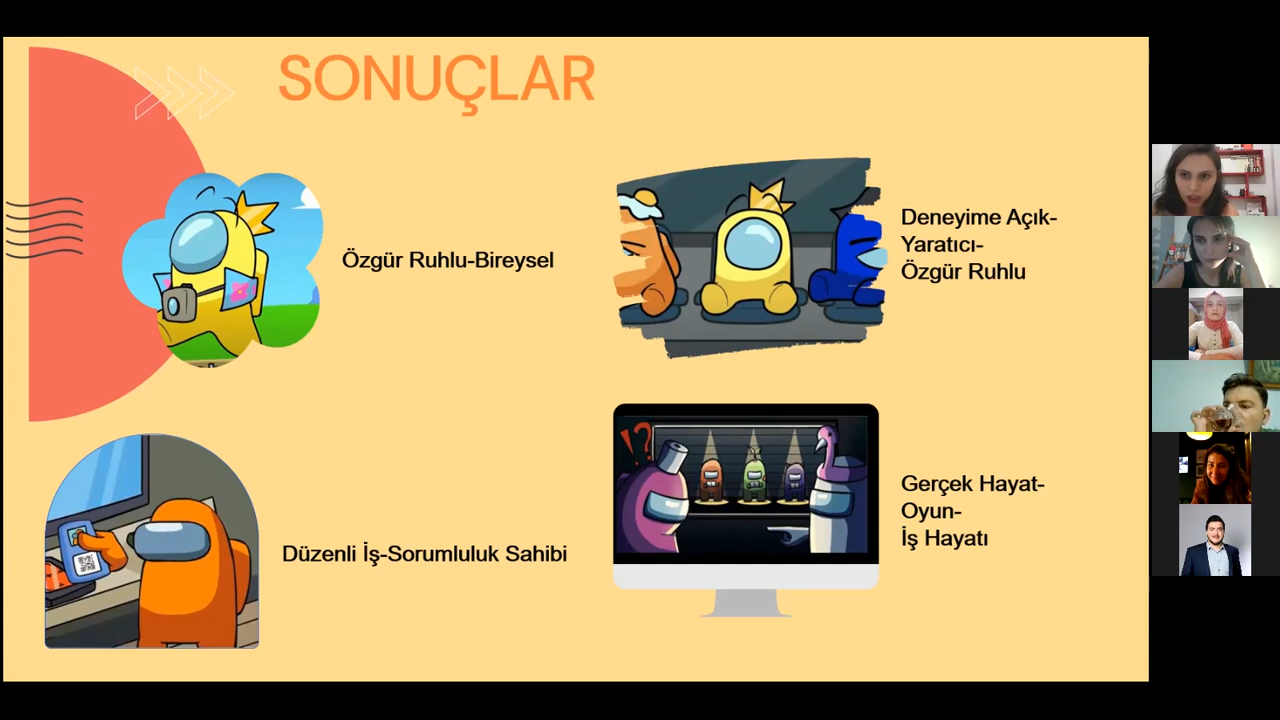 SONUÇLAR
Özgür Ruhlu-Bireysel
Deneyime Açık-
Yaratıcı-
Özgür Ruhlu
Düzenli İş-Sorumluluk Sahibi
!?
Gerçek Hayat-
Oyun-
İş Hayatı